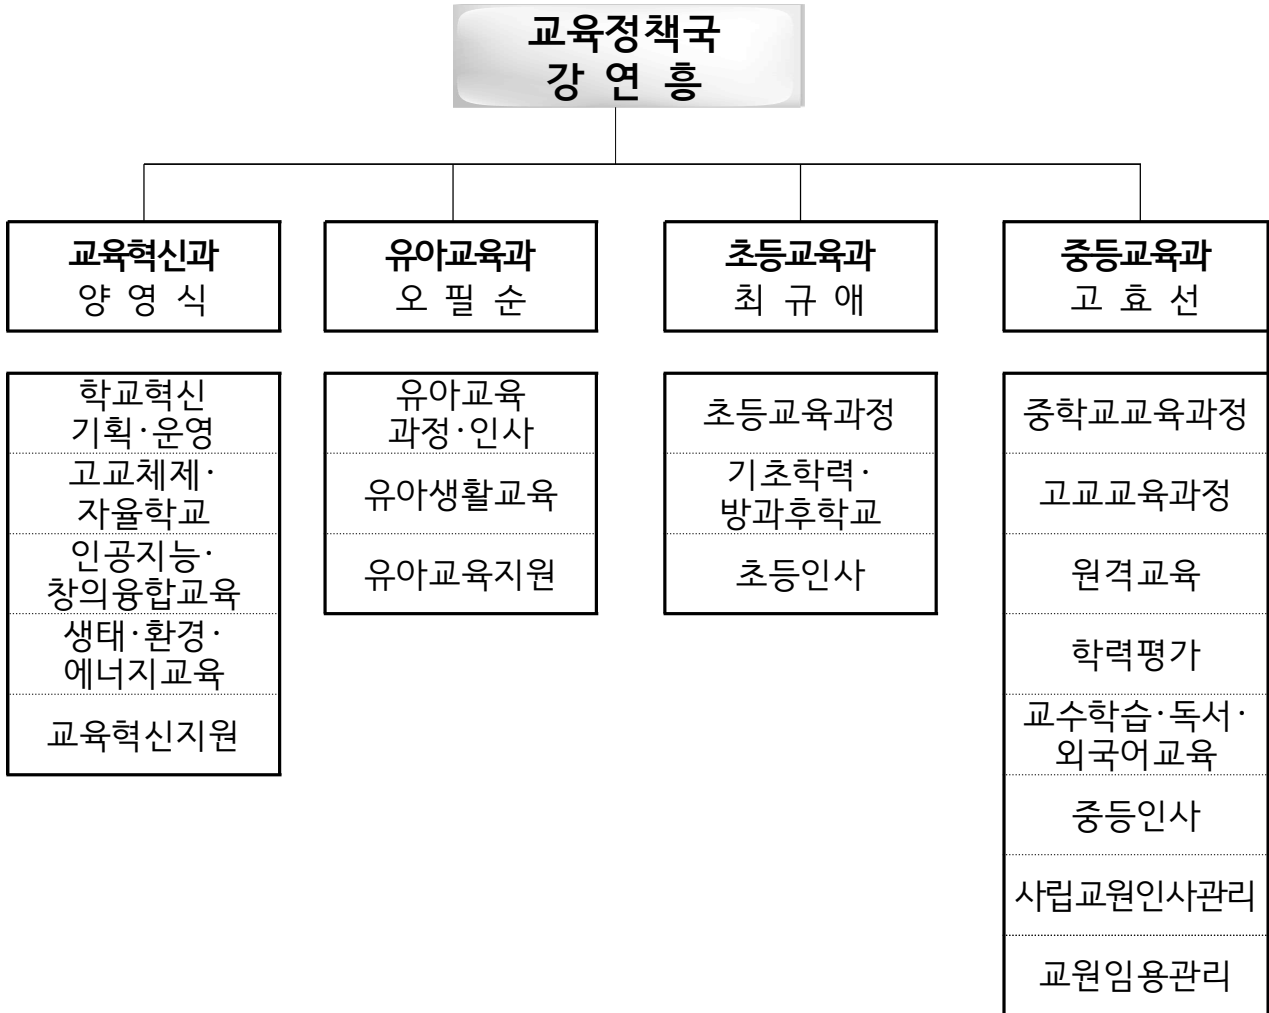 교육정책국
강 연 흥
교육혁신과
양 영 식
유아교육과
오 필 순
초등교육과
최 규 애
중등교육과
고 효 선
학교혁신
기획·운영
고교체제·
자율학교
인공지능·
창의융합교육
생태·환경·
에너지교육
교육혁신지원
유아교육
과정·인사
유아생활교육
유아교육지원
초등교육과정
기초학력·
방과후학교
초등인사
중학교교육과정
고교교육과정
원격교육
학력평가
교수학습·독서·
외국어교육
중등인사
사립교원인사관리
교원임용관리